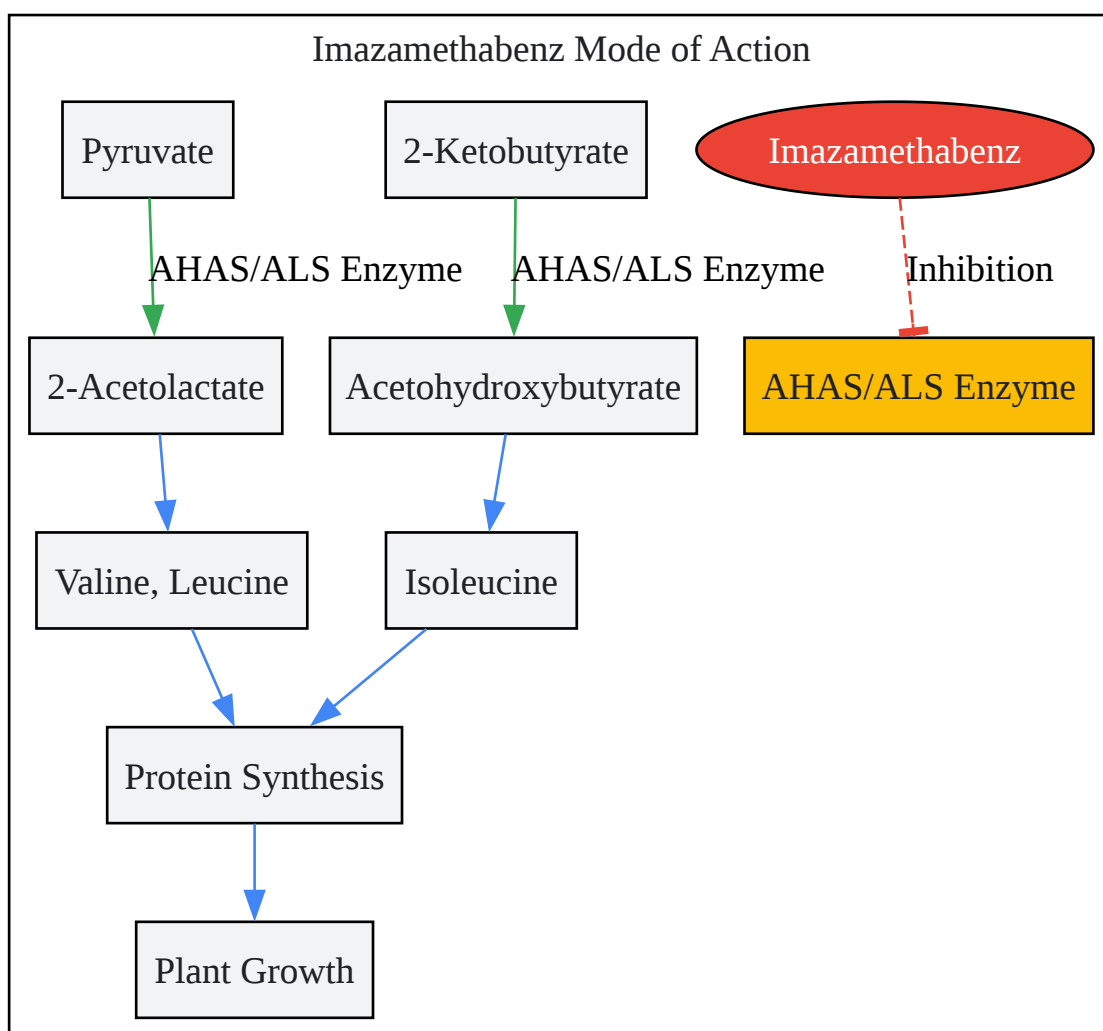 Imazamethabenz Mode of Action
Pyruvate
2-Ketobutyrate
Imazamethabenz
AHAS/ALS Enzyme
AHAS/ALS Enzyme
Inhibition
2-Acetolactate
Acetohydroxybutyrate
AHAS/ALS Enzyme
Valine, Leucine
Isoleucine
Protein Synthesis
Plant Growth